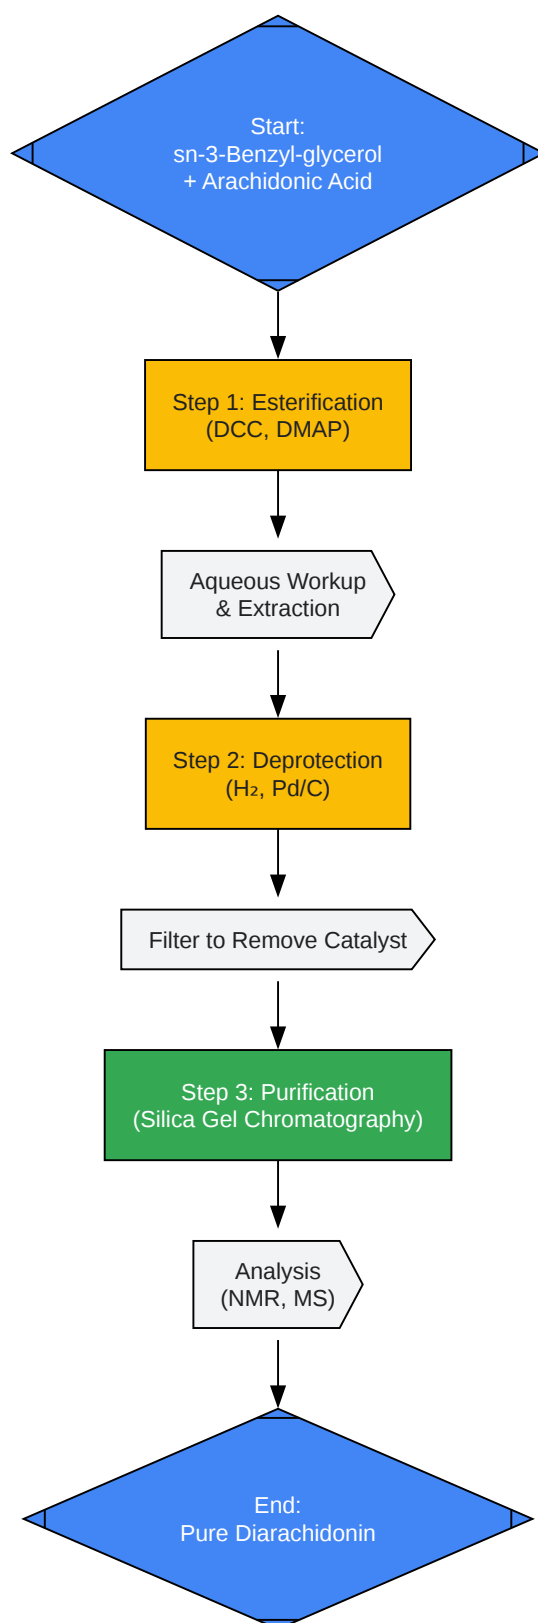 Start:
sn-3-Benzyl-glycerol
+ Arachidonic Acid
Step 1: Esterification
(DCC, DMAP)
Aqueous Workup
& Extraction
Step 2: Deprotection
(H₂, Pd/C)
Filter to Remove Catalyst
Step 3: Purification
(Silica Gel Chromatography)
Analysis
(NMR, MS)
End:
Pure Diarachidonin